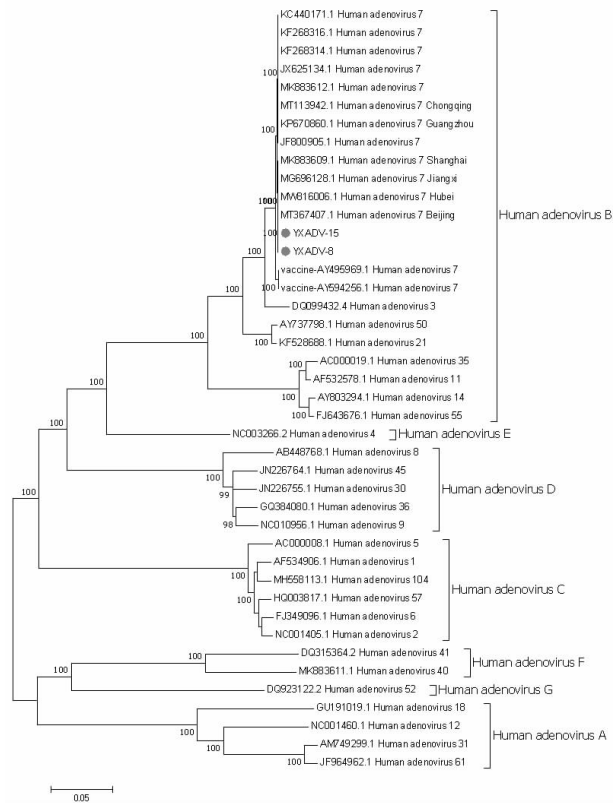 KC440171.1 Human adenovirus 7
KF268316.1 Human adenovirus 7
KF268314.1 Human adenovirus 7
JX625134.1 Human adenovirus 7
100
MK883612.1 Human adenovirus 7
MT113942.1 Human adenovirus 7 Chongqing
KP670860.1 Human adenovirus 7 Guangzhou
100
JF800905.1 Human adenovirus 7
MK883609.1 Human adenovirus 7 Shanghai
MG696128.1 Human adenovirus 7 Jiangxi
MW816006.1 Human adenovirus 7 Hubei
100
MT367407.1 Human adenovirus 7 Beijing
Human adenovirus B
100
YXADV-15
YXADV-8
100
vaccine-AY495969.1 Human adenovirus 7
100
vaccine-AY594256.1 Human adenovirus 7
100
DQ099432.4 Human adenovirus 3
AY737798.1 Human adenovirus 50
100
KF528688.1 Human adenovirus 21
100
AC000019.1 Human adenovirus 35
100
AF532578.1 Human adenovirus 11
100
AY803294.1 Human adenovirus 14
100
FJ643676.1 Human adenovirus 55
100
NC003266.2 Human adenovirus 4
Human adenovirus E
100
AB448768.1 Human adenovirus 8
JN226764.1 Human adenovirus 45
100
JN226755.1 Human adenovirus 30
Human adenovirus D
99
GQ384080.1 Human adenovirus 36
98
NC010956.1 Human adenovirus 9
100
AC000008.1 Human adenovirus 5
AF534906.1 Human adenovirus 1
100
MH558113.1 Human adenovirus 104
Human adenovirus C
100
HQ003817.1 Human adenovirus 57
FJ349096.1 Human adenovirus 6
NC001405.1 Human adenovirus 2
100
DQ315364.2 Human adenovirus 41
Human adenovirus F
100
MK883611.1 Human adenovirus 40
DQ923122.2 Human adenovirus 52
Human adenovirus G
GU191019.1 Human adenovirus 18
100
NC001460.1 Human adenovirus 12
Human adenovirus A
100
AM749299.1 Human adenovirus 31
100
JF964962.1 Human adenovirus 61
0.05